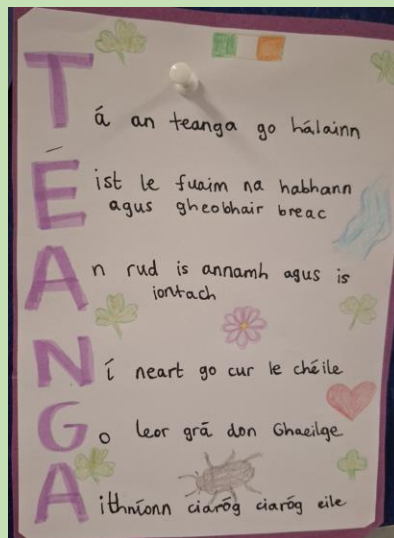 Tá an teanga go hálainn
Éist le fuaim na habhann
agus gheobhair breac
An rud is annamh agus is
iontach
Ní neart go cur le chéile
Go leor grá don Ghaeilge
Aithníonn ciaróg ciaróg eile